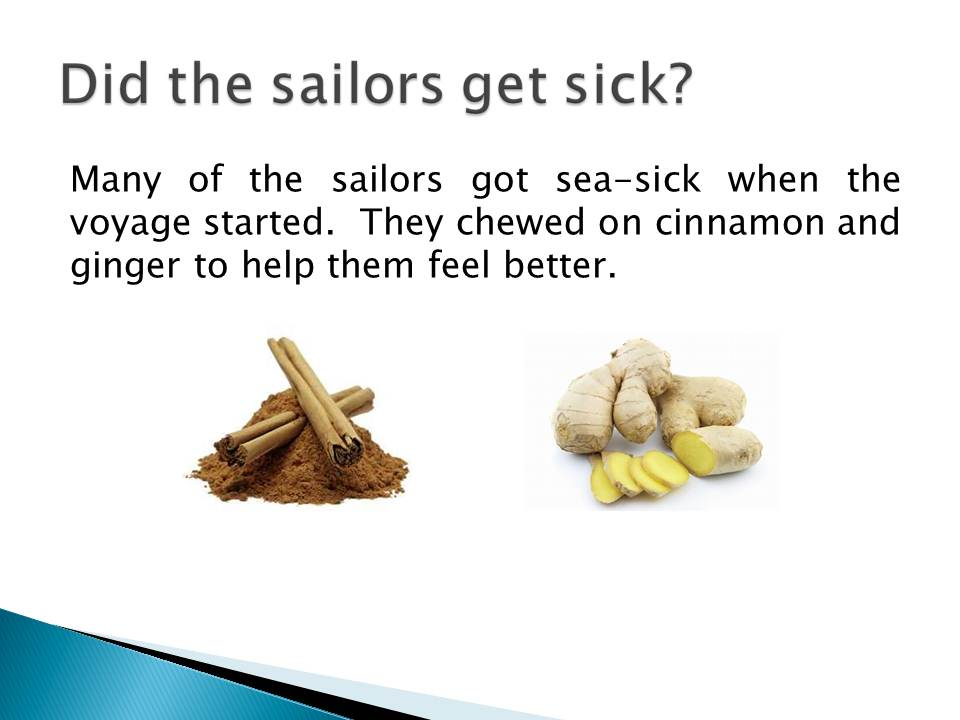 Did the sailors get sick?
Many of the sailors got sea-sick when the
voyage started.  They chewed on cinnamon and
ginger to help them feel better.